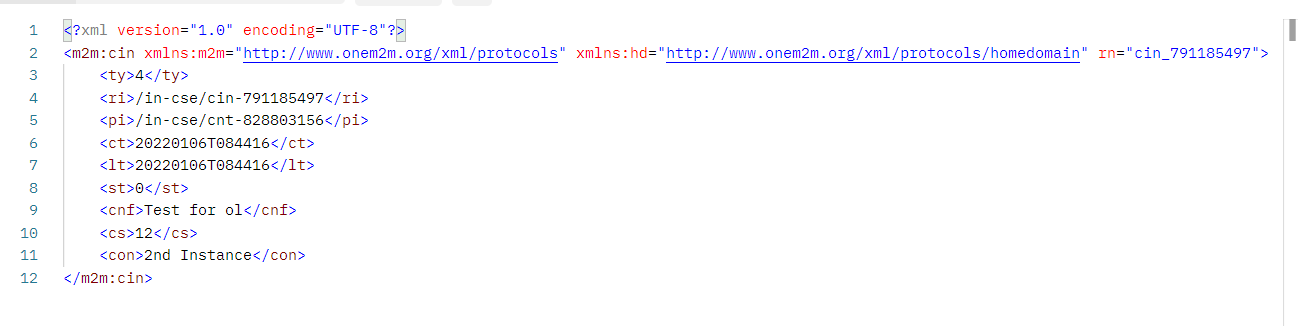 1 <?xml version="1.0" encoding="UTF-8"?>
2 <m2m:cin xmlns:m2m="http://www.onem2m.org/xml/protocols" xmlns:hd="http://www.onem2m.org/xml/protocols/homedomain" rn="cin_791185497">
3 <ty>4</ty>
4 <ri>/in-cse/cin-791185497</ri>
5 <pi>/in-cse/cnt-828803156</pi>
6 <ct>20220106T084416</ct>
7 <lt>20220106T084416</lt>
8 <st>0</st>
9 <cnf>Test for ol</cnf>
10 <cs>12</cs>
11 <con>2nd Instance</con>
12 </m2m:cin>